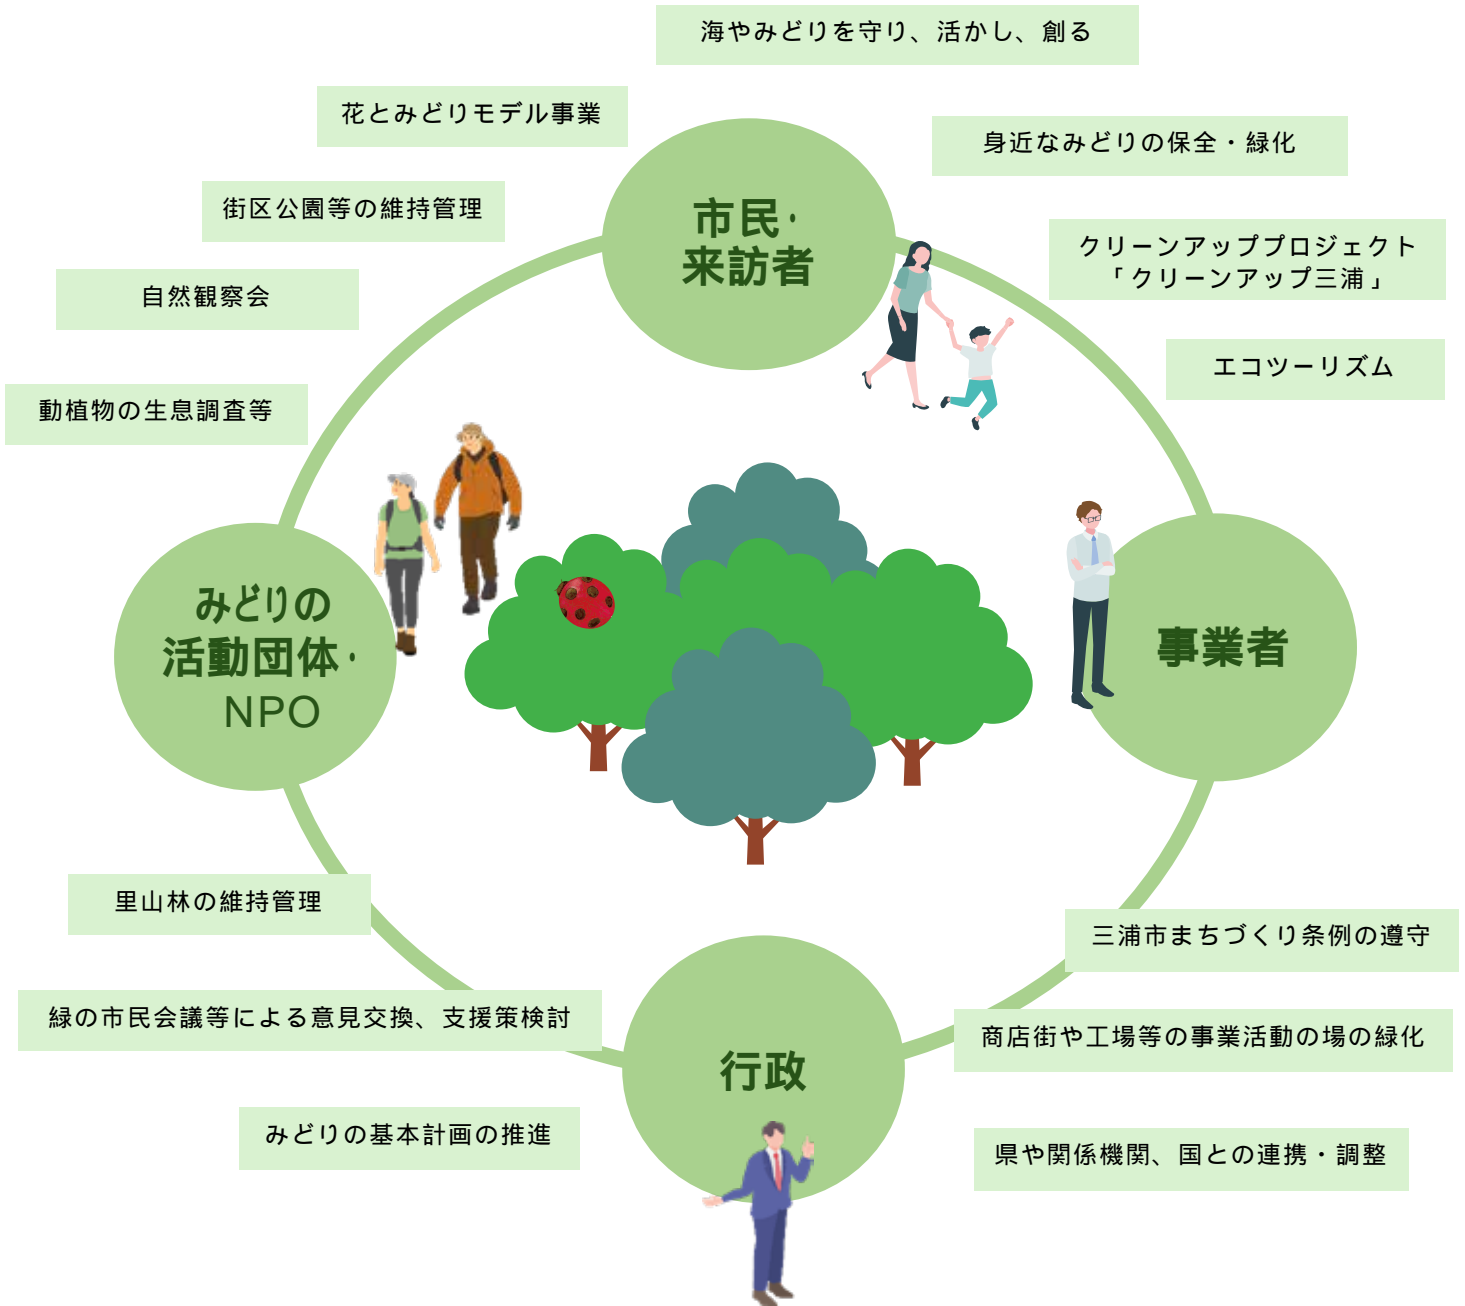 海やみどりを守り、活かし、創る
花とみどりモデル事業
身近なみどりの保全・緑化
街区公園等の維持管理
市民・
来訪者
クリーンアッププロジェクト
「クリーンアップ三浦」
自然観察会
エコツーリズム
動植物の生息調査等
みどりの
活動団体・
NPO
事業者
里山林の維持管理
三浦市まちづくり条例の遵守
緑の市民会議等による意見交換、支援策検討
商店街や工場等の事業活動の場の緑化
行政
みどりの基本計画の推進
県や関係機関、国との連携・調整